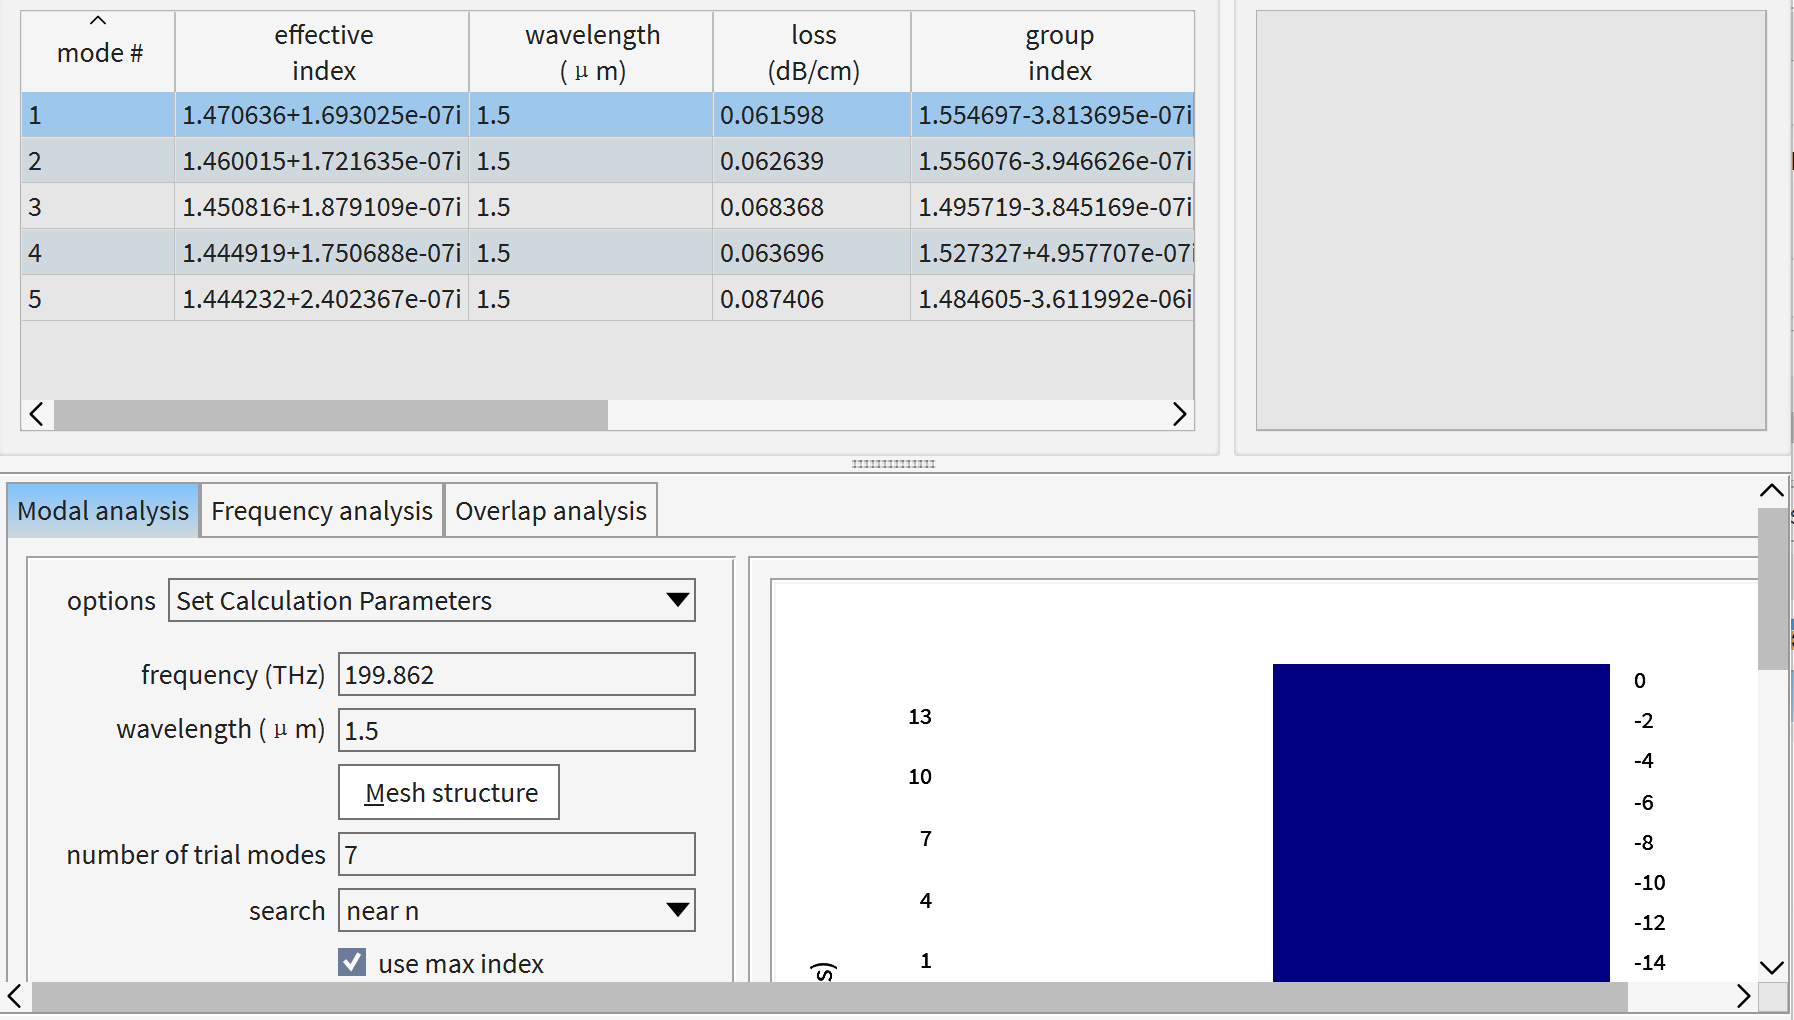 mode #
effective index
wavelength (μm)
loss (dB/cm)
group index
1 1.470636+1.693025e-07i 1.5 0.061598 1.554697-3.813695e-07i
2 1.460015+1.721635e-07i 1.5 0.062639 1.556076-3.946626e-07i
3 1.450816+1.879109e-07i 1.5 0.068368 1.495719-3.845169e-07i
4 1.444919+1.750688e-07i 1.5 0.063696 1.527327+4.957707e-07i
5 1.444232+2.402367e-07i 1.5 0.087406 1.484605-3.611992e-06i
Modal analysis Frequency analysis Overlap analysis
options Set Calculation Parameters
frequency (THz) 199.862
wavelength (μm) 1.5
Mesh structure
number of trial modes 7
search near n
use max index
13
10
7
4
1
s)
0
-2
-4
-6
-8
-10
-12
-14